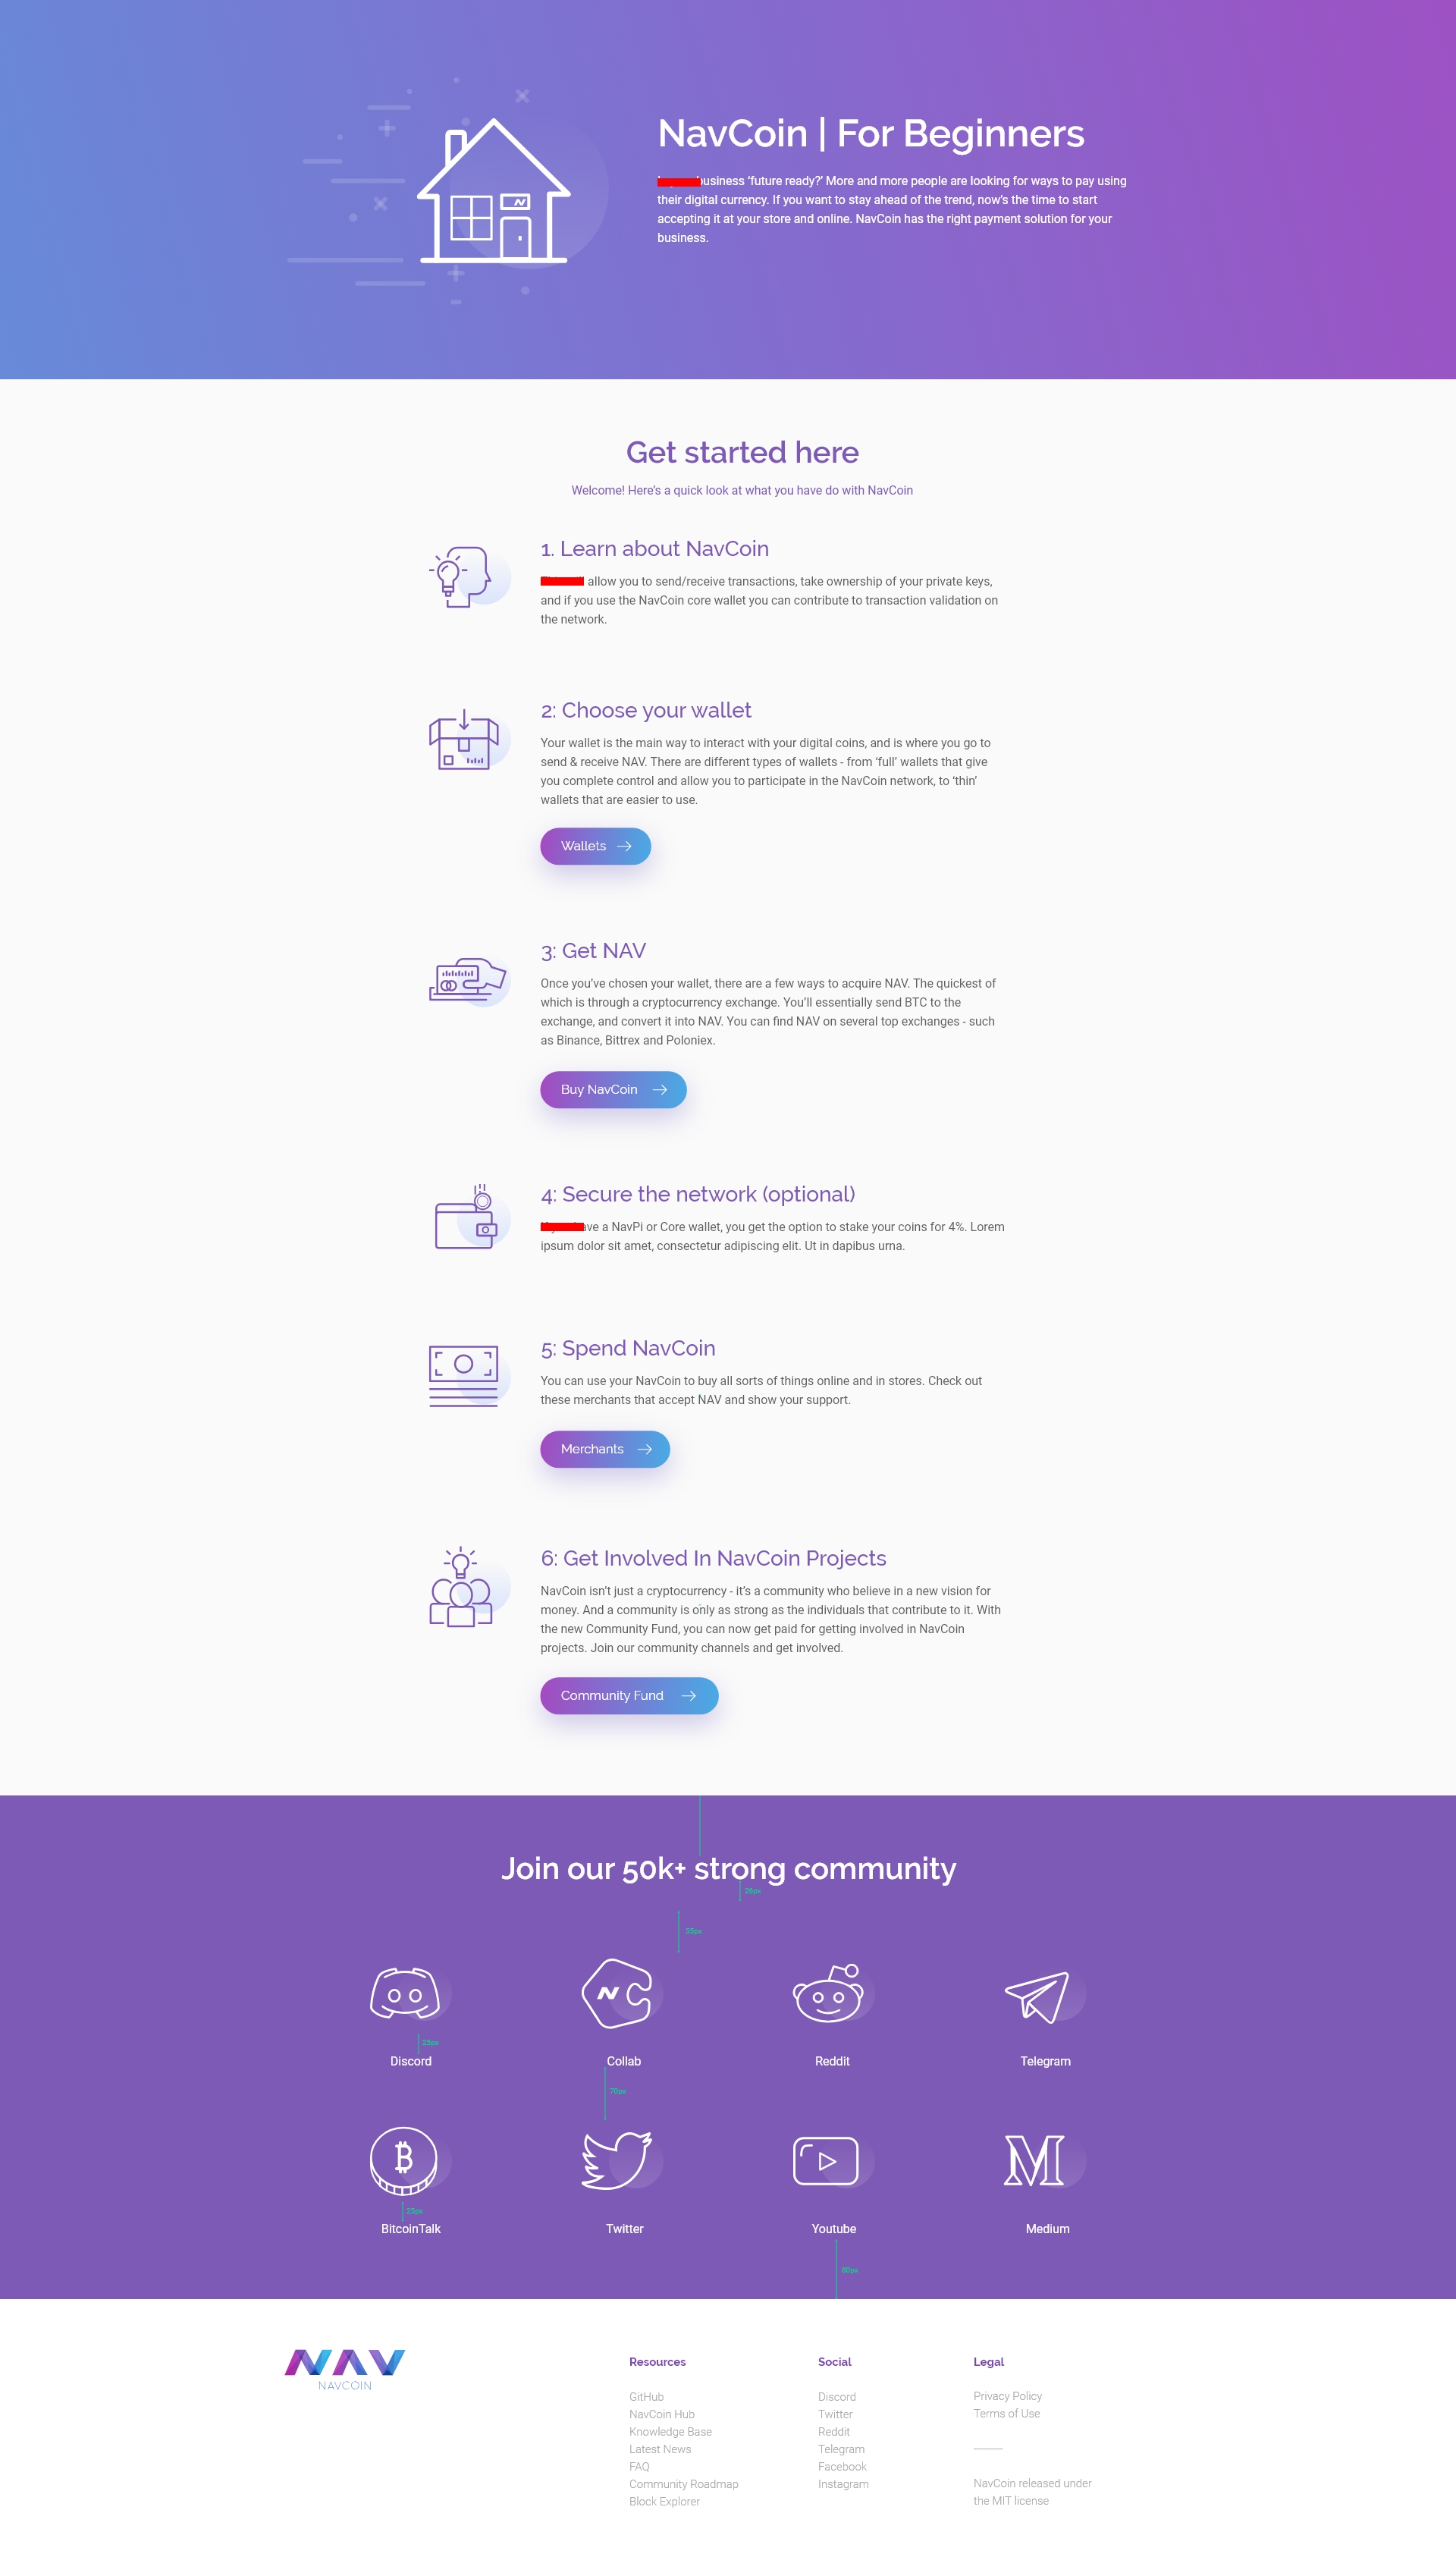 NavCoin | For Beginners
business ‘future ready?’ More and more people are looking for ways to pay using
their digital currency. If you want to stay ahead of the trend, now’s the time to start
accepting it at your store and online. NavCoin has the right payment solution for your
business.
Get started here
Welcome! Here’s a quick look at what you have do with NavCoin
1. Learn about NavCoin
allow you to send/receive transactions, take ownership of your private keys,
and if you use the NavCoin core wallet you can contribute to transaction validation on
the network.
2: Choose your wallet
Your wallet is the main way to interact with your digital coins, and is where you go to
send & receive NAV. There are different types of wallets - from ‘full’ wallets that give
you complete control and allow you to participate in the NavCoin network, to ‘thin’
wallets that are easier to use.
Wallets
3: Get NAV
Once you’ve chosen your wallet, there are a few ways to acquire NAV. The quickest of
which is through a cryptocurrency exchange. You’ll essentially send BTC to the
exchange, and convert it into NAV. You can find NAV on several top exchanges - such
as Binance, Bittrex and Poloniex.
Buy NavCoin
4: Secure the network (optional)
a NavPi or Core wallet, you get the option to stake your coins for 4%. Lorem
ipsum dolor sit amet, consectetur adipiscing elit. Ut in dapibus urna.
5: Spend NavCoin
You can use your NavCoin to buy all sorts of things online and in stores. Check out
these merchants that accept NAV and show your support.
Merchants
6: Get Involved In NavCoin Projects
NavCoin isn’t just a cryptocurrency - it’s a community who believe in a new vision for
money. And a community is only as strong as the individuals that contribute to it. With
the new Community Fund, you can now get paid for getting involved in NavCoin
projects. Join our community channels and get involved.
Community Fund
Join our 50k+ strong community
28px
55px
25px
Discord
Collab
Reddit
Telegram
70px
25px
BitcoinTalk
Twitter
Youtube
Medium
80px
NAV
NAVCOIN
Resources
GitHub
NavCoin Hub
Knowledge Base
Latest News
FAQ
Community Roadmap
Block Explorer
Social
Discord
Twitter
Reddit
Telegram
Facebook
Instagram
Legal
Privacy Policy
Terms of Use
NavCoin released under
the MIT license